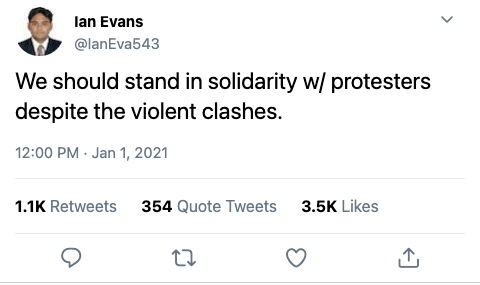 Ian Evans
@IanEva543
We should stand in solidarity w/ protesters
despite the violent clashes.
12:00 PM · Jan 1, 2021
1.1K Retweets 354 Quote Tweets 3.5K Likes